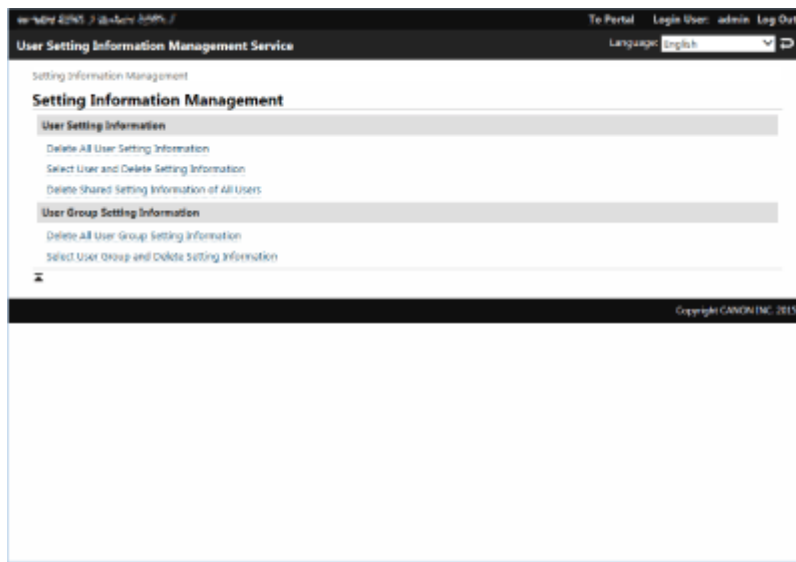 To Portal Login User: admin Log Out
User Setting Information Management Service
Language: English
Setting Information Management
Setting Information Management
User Setting Information
Delete All User Setting Information
Select User and Delete Setting Information
Delete Shared Setting Information of All Users
User Group Setting Information
Delete All User Group Setting Information
Select User Group and Delete Setting Information
Copyright CANON INC. 2015